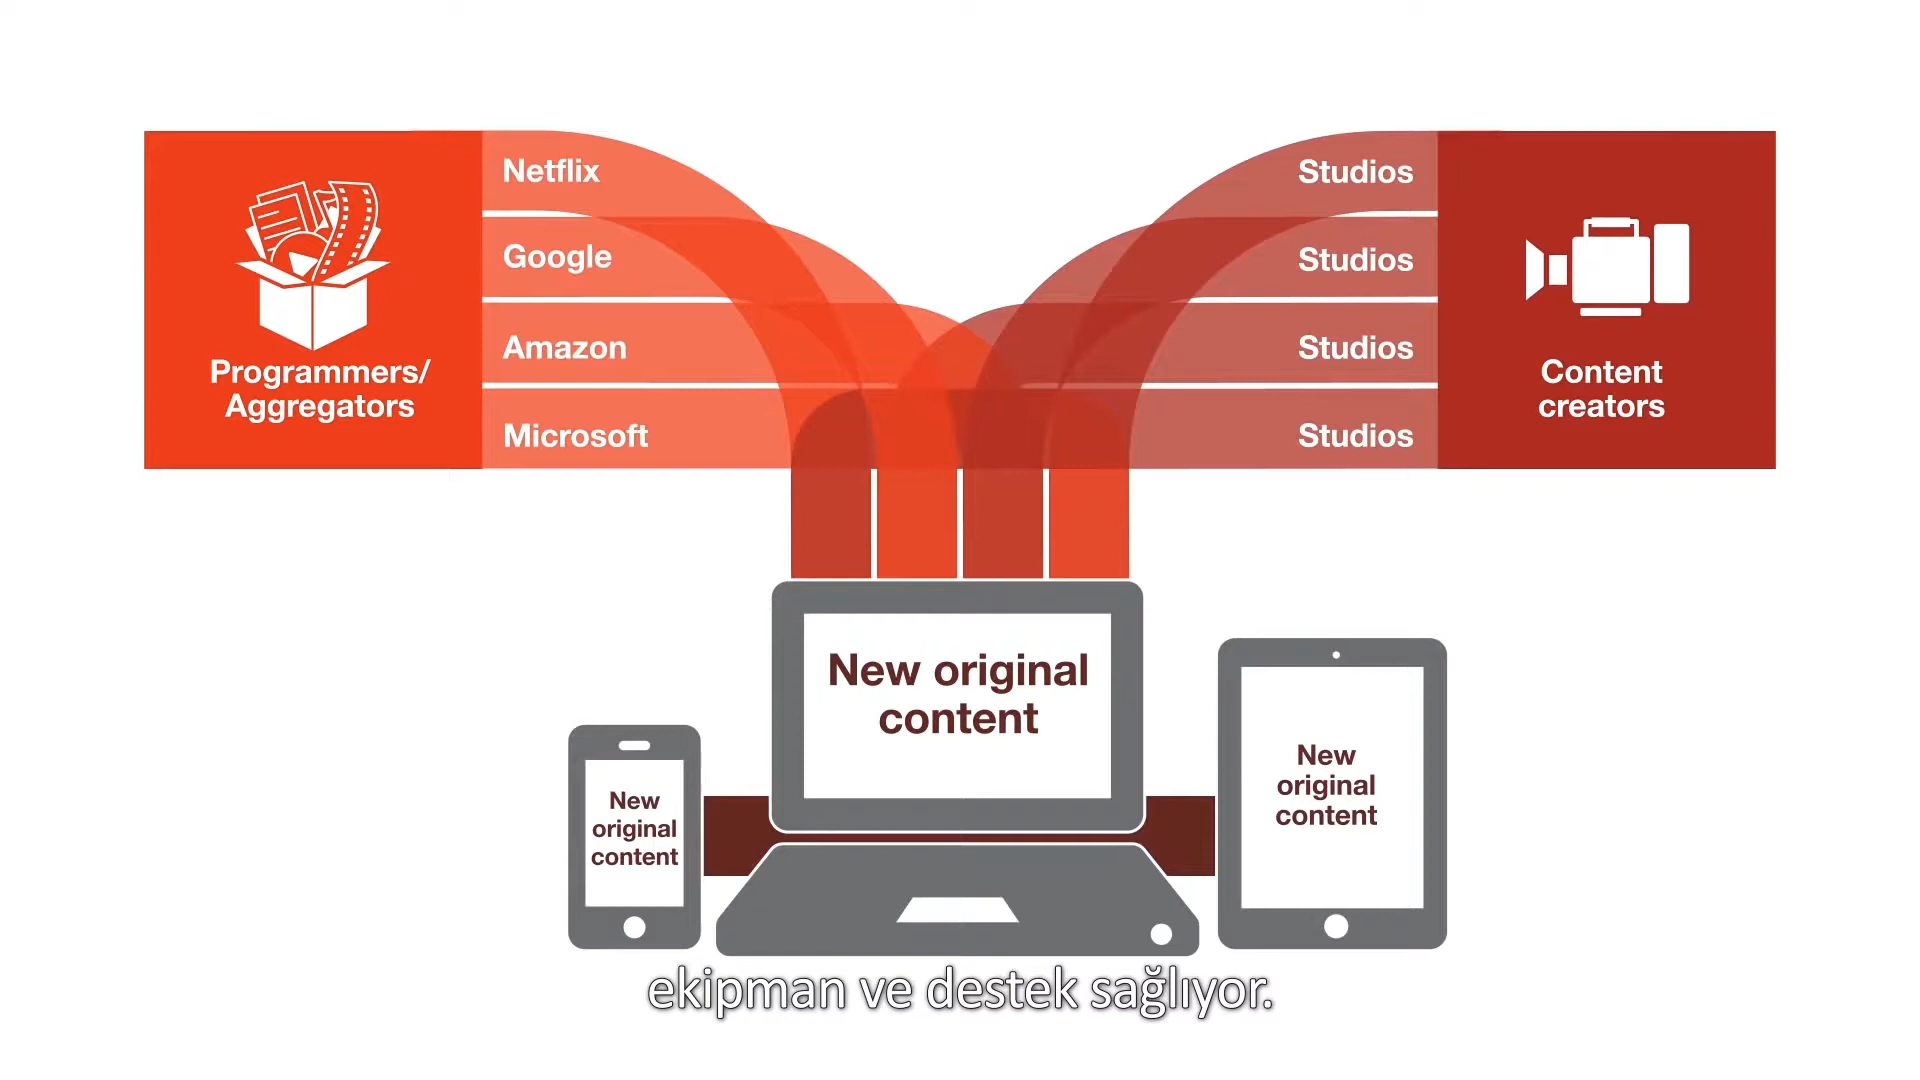 Programmers/
Aggregators
Netflix
Google
Amazon
Microsoft
Studios
Studios
Studios
Studios
Content
creators
New original
content
New
original
content
New
original
content
ekipman ve destek sağlıyor.